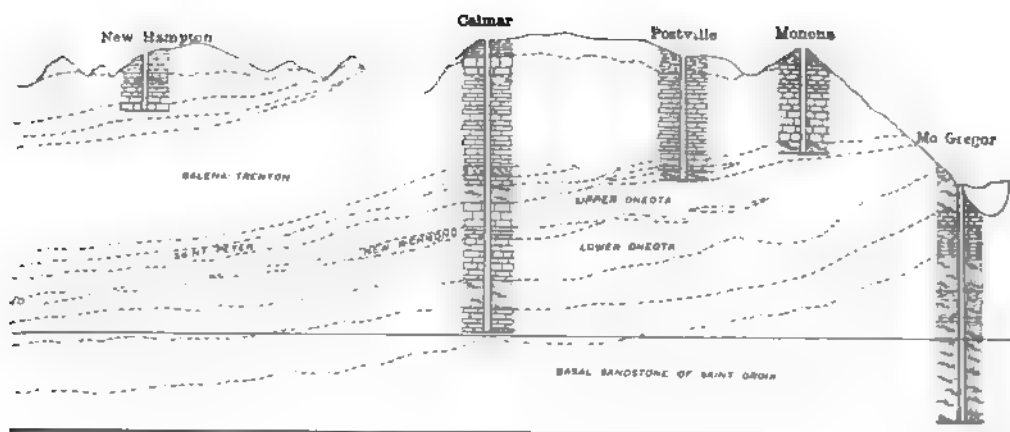 New Hampton
Calmar
Postville
Monona
Mc Gregor
GALENA-TRENTON
UPPER ONEOTA
SAINT PETER
NEW RICHMOND
LOWER ONEOTA
BASAL SANDSTONE OF SAINT CROIX